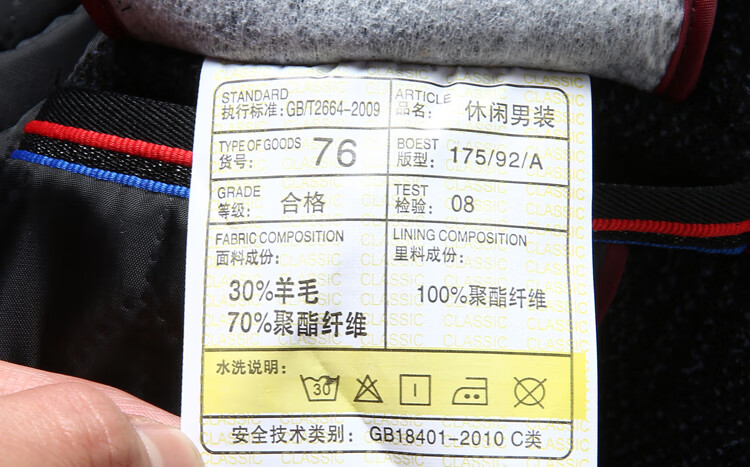 STANDARD
执行标准: GB/T2664-2009
ARTICLE
品名: 休闲男装
TYPE OF GOODS
货号: 76
BOEST
版型: 175/92/A
GRADE
等级: 合格
TEST
检验: 08
FABRIC COMPOSITION
面料成份:
30%羊毛
70%聚酯纤维
LINING COMPOSITION
里料成份:
100%聚酯纤维
水洗说明:
30
安全技术类别: GB18401-2010 C类
CLASSIC